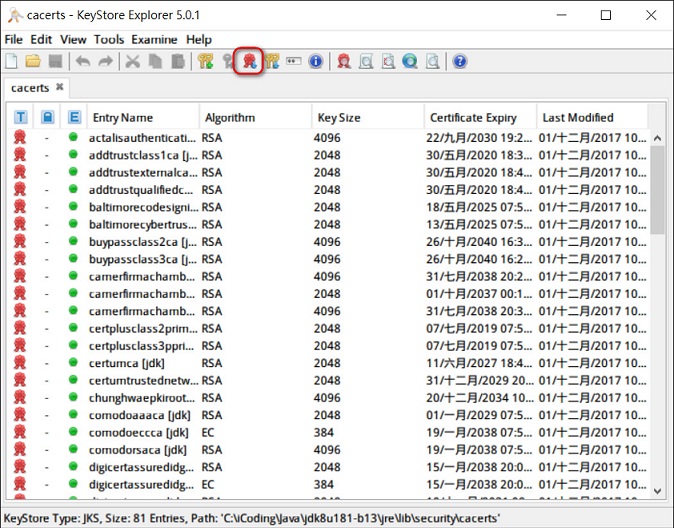 cacerts - KeyStore Explorer 5.0.1
File Edit View Tools Examine Help
cacerts
T E Entry Name Algorithm Key Size Certificate Expiry Last Modified
- actalisauthenticati... RSA 4096 22/九月/2030 19:2... 01/十二月/2017 10...
- addtrustclass1ca [j... RSA 2048 30/五月/2020 18:3... 01/十二月/2017 10...
- addtrustexternalca... RSA 2048 30/五月/2020 18:4... 01/十二月/2017 10...
- addtrustqualifiedc... RSA 2048 30/五月/2020 18:4... 01/十二月/2017 10...
- baltimorecodesigni... RSA 2048 18/五月/2025 07:5... 01/十二月/2017 10...
- baltimorecybertrus... RSA 2048 13/五月/2025 07:5... 01/十二月/2017 10...
- buypassclass2ca [j... RSA 4096 26/十月/2040 16:3... 01/十二月/2017 10...
- buypassclass3ca [j... RSA 4096 26/十月/2040 16:2... 01/十二月/2017 10...
- camerfirmachamb... RSA 4096 31/七月/2038 20:2... 01/十二月/2017 10...
- camerfirmachamb... RSA 2048 01/十月/2037 00:1... 01/十二月/2017 10...
- camerfirmachamb... RSA 4096 31/七月/2038 20:3... 01/十二月/2017 10...
- certplusclass2prim... RSA 2048 07/七月/2019 07:5... 01/十二月/2017 10...
- certplusclass3ppri... RSA 2048 07/七月/2019 07:5... 01/十二月/2017 10...
- certumca [jdk] RSA 2048 11/六月/2027 18:4... 01/十二月/2017 10...
- certumtrustednetw... RSA 2048 31/十二月/2029 20... 01/十二月/2017 10...
- chunghwaepkiroot... RSA 4096 20/十二月/2034 10... 01/十二月/2017 10...
- comodoaaaca [jdk] RSA 2048 01/一月/2029 07:5... 01/十二月/2017 10...
- comodoeccca [jdk] EC 384 19/一月/2038 07:5... 01/十二月/2017 10...
- comodorsaca [jdk] RSA 4096 19/一月/2038 07:5... 01/十二月/2017 10...
- digicertassuredidg... RSA 2048 15/一月/2038 20:0... 01/十二月/2017 10...
- digicertassuredidg... EC 384 15/一月/2038 20:0... 01/十二月/2017 10...
KeyStore Type: JKS, Size: 81 Entries, Path: 'C:\iCoding\Java\jdk8u181-b13\jre\lib\security\cacerts'